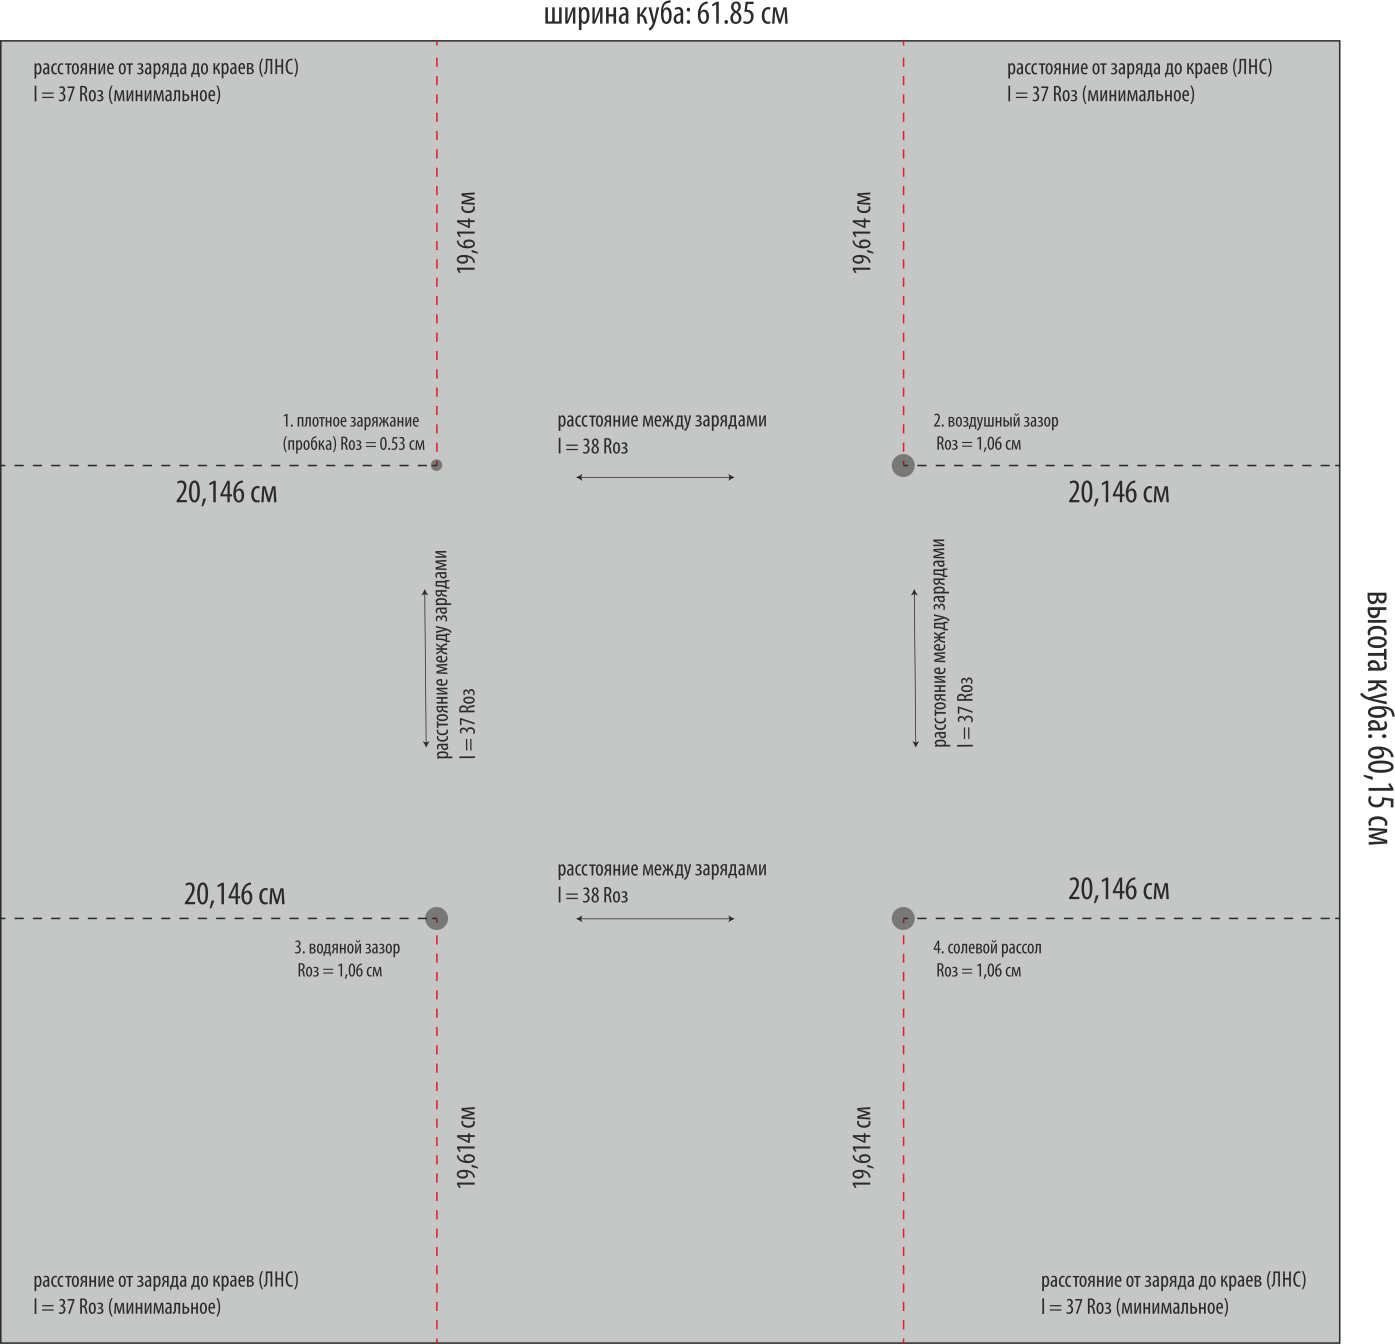 ширина куба: 61.85 см
расстояние от заряда до краев (ЛНС)
l = 37 Rоз (минимальное)
расстояние от заряда до краев (ЛНС)
l = 37 Rоз (минимальное)
19,614 см
19,614 см
1. плотное заряжание
(пробка) Rоз = 0.53 см
расстояние между зарядами
l = 38 Rоз
2. воздушный зазор
Rоз = 1,06 см
20,146 см
20,146 см
расстояние между зарядами
l = 37 Rоз
расстояние между зарядами
l = 37 Rоз
высота куба: 60,15 см
расстояние между зарядами
l = 38 Rоз
20,146 см
20,146 см
3. водяной зазор
Rоз = 1,06 см
4. солевой рассол
Rоз = 1,06 см
19,614 см
19,614 см
расстояние от заряда до краев (ЛНС)
l = 37 Rоз (минимальное)
расстояние от заряда до краев (ЛНС)
l = 37 Rоз (минимальное)